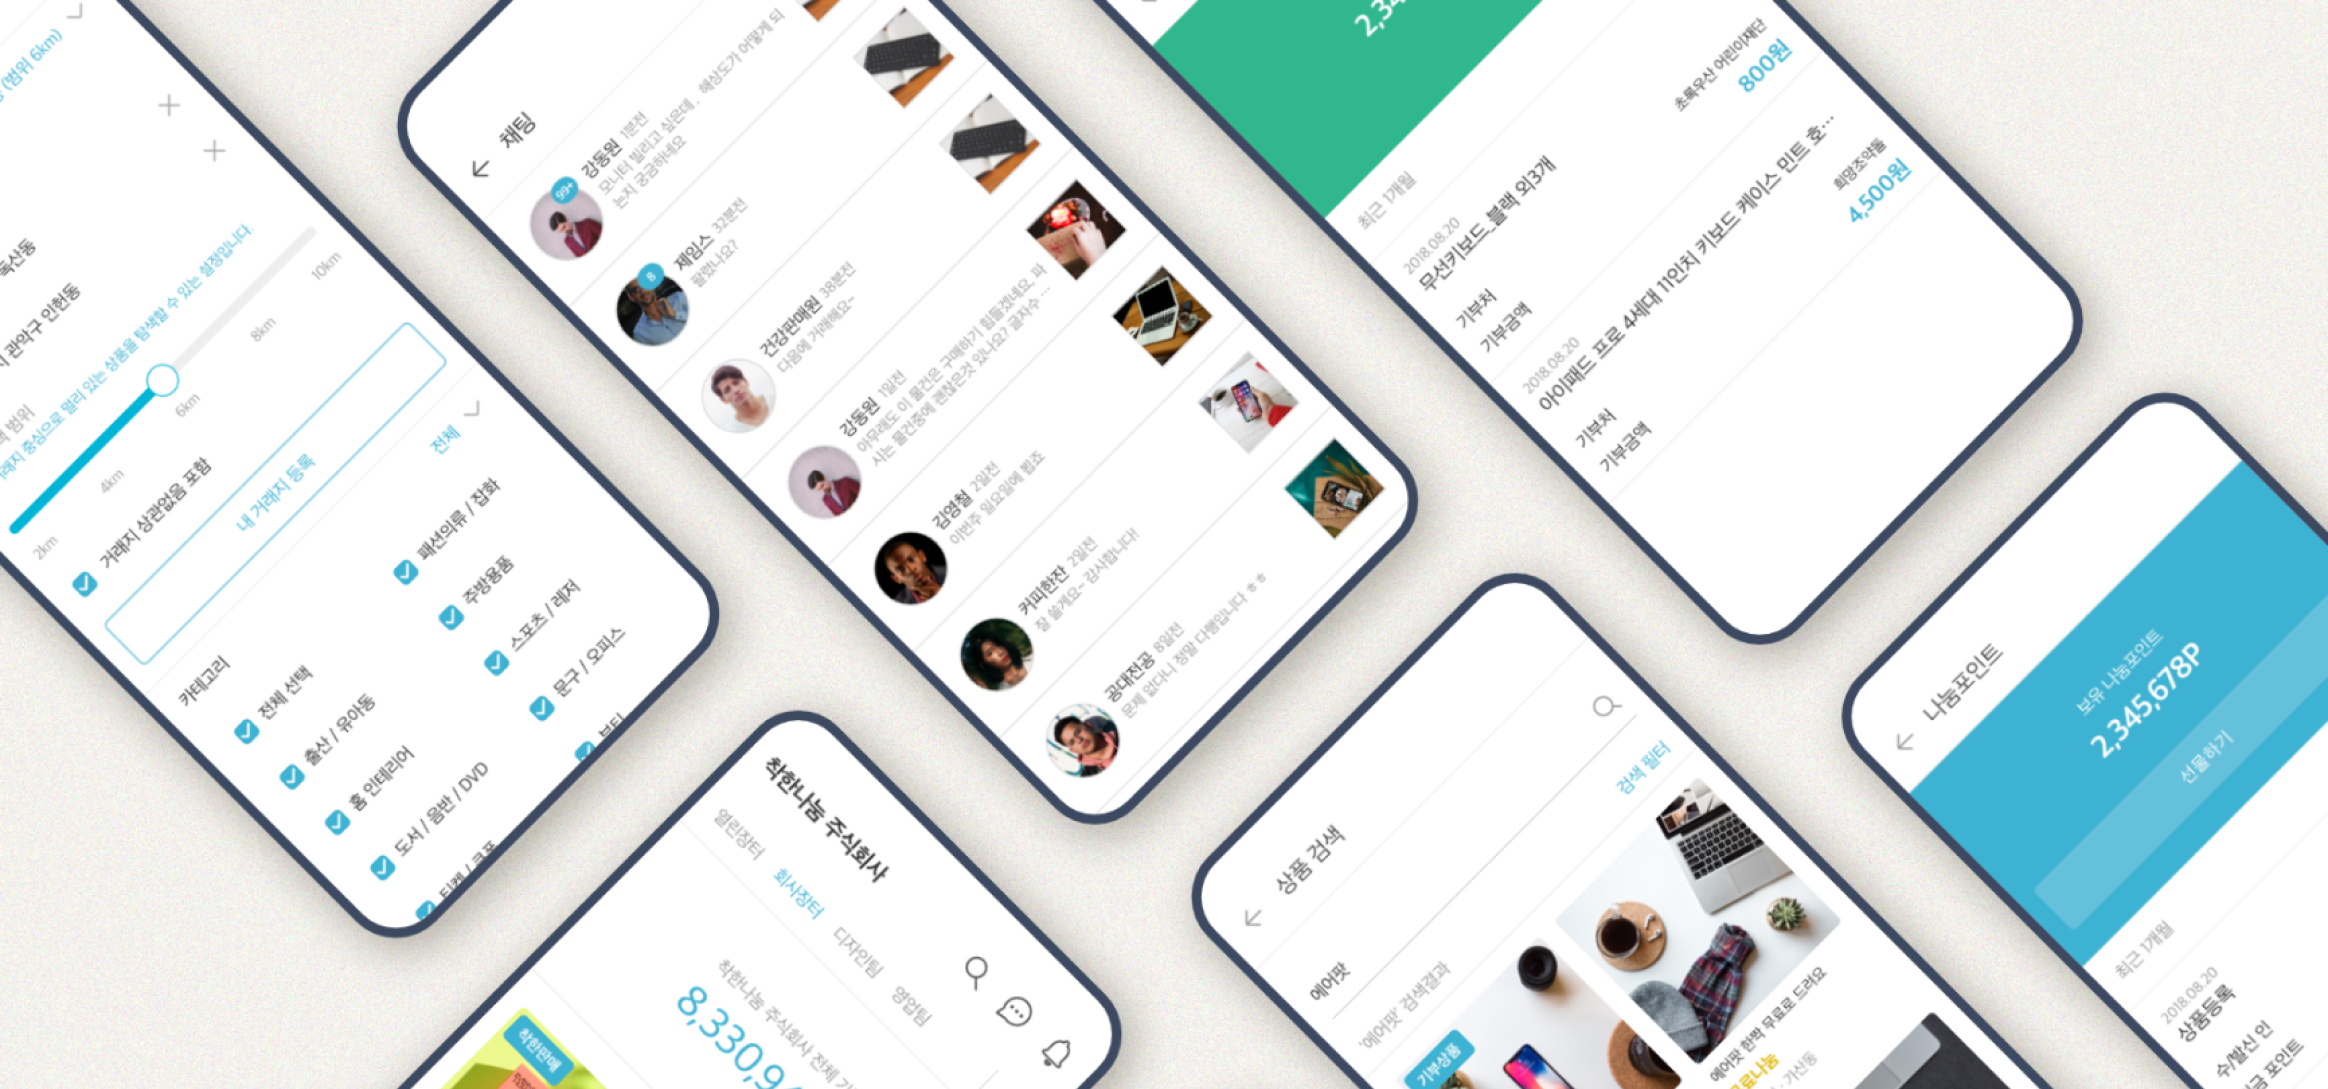 (범위 6km)
독산동
관악구 인헌동
범위
중심으로 멀리 있는 상품을 탐색할 수 있는 설정입니다.
2km
4km
6km
8km
10km
거래지 상관없음 포함
내 거래지 등록
카테고리
전체
전체 선택
패션의류 / 잡화
출산 / 유아동
주방용품
홈 인테리어
스포츠 / 레저
도서 / 음반 / DVD
문구 / 오피스
티켓 / 쿠폰
뷰티
채팅
99+
강동원 1분전
모니터 빌리고 싶은데, 해상도가 어떻게 되
는지 궁금하네요
8
제임스 32분전
팔렸나요?
건강판매원 38분전
다음에 거래해요~
강동원 1일전
아무래도 이 물건은 구매하기 힘들겠네요. 파
시는 물건중에 괜찮은것 있나요? 글자수 …
김영철 2일전
이번주 일요일에 뵙죠
커피한잔 2일전
잘 쓸게요~ 감사합니다!
공대전공 8일전
문제 없다니 정말 다행입니다 ㅎㅎ
2,34
최근 1개월
2018.08.20
무선키보드_블랙 외3개
기부처
초록우산 어린이재단
기부금액
800원
2018.08.20
아이패드 프로 4세대 11인치 키보드 케이스 민트 호…
기부처
희망조약돌
기부금액
4,500원
착한나눔 주식회사
열린장터
회사장터
디자인팀
영업팀
착한나눔 주식회사 전체
8,330,9
착한판매
상품 검색
에어팟
'에어팟' 검색결과
검색 필터
기부상품
에어팟 한짝 무료로 드려요
료나눔
가산동
나눔포인트
보유 나눔포인트
2,345,678P
선물하기
최근 1개월
2018.08.20
상품등록
수/발신 인
금 포인트